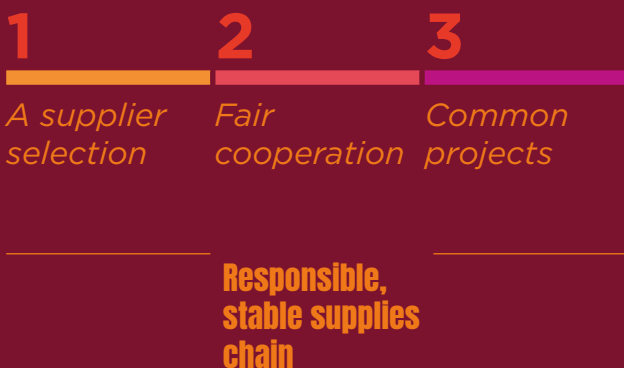 1
2
3
A supplier
selection
Fair
cooperation
Common
projects
Responsible,
stable supplies
chain